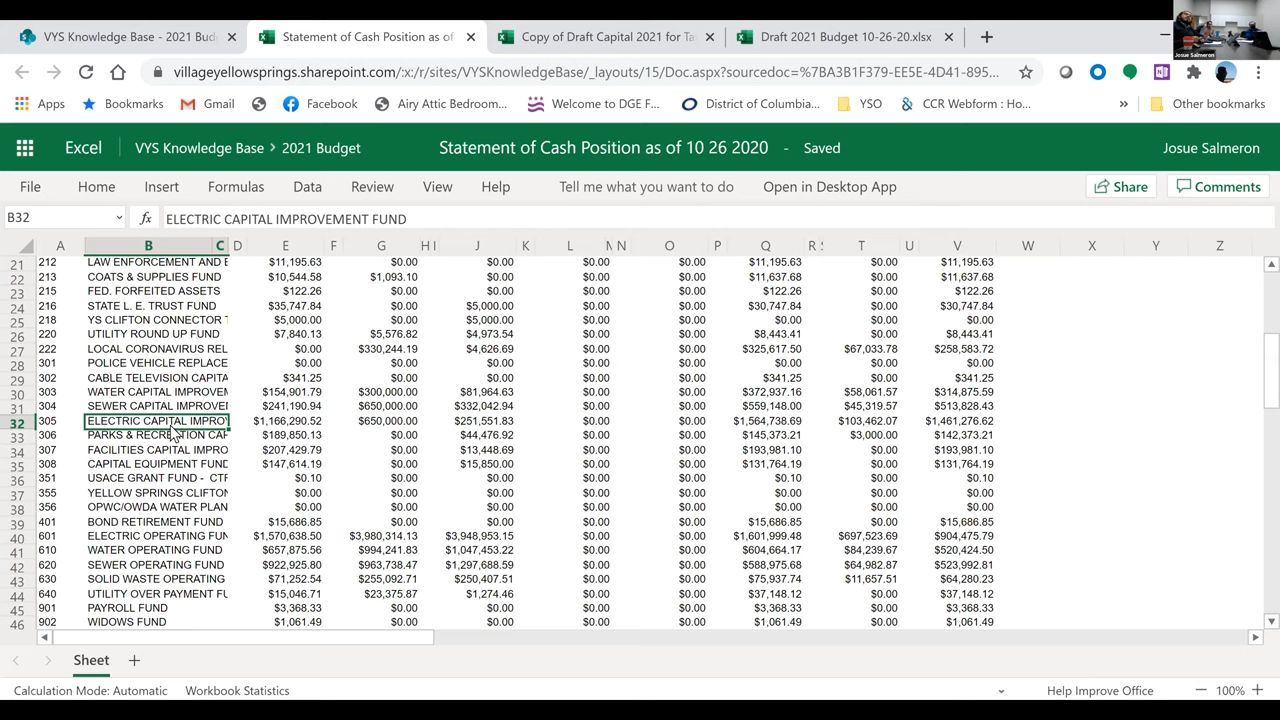 VYS Knowledge Base - 2021 Bud
Statement of Cash Position as of
Copy of Draft Capital 2021 for Ta
Draft 2021 Budget 10-26-20.xlsx
Josue Salmeron
villageyellowsprings.sharepoint.com/:x:/r/sites/VYSKnowledgeBase/_layouts/15/Doc.aspx?sourcedoc=%7BA3B1F379-EE5E-4D41-895...
Apps Bookmarks Gmail Facebook Airy Attic Bedroom... Welcome to DGE F... District of Columbia... YSO CCR Webform : Ho... » Other bookmarks
Excel VYS Knowledge Base > 2021 Budget Statement of Cash Position as of 10 26 2020 - Saved Josue Salmeron
File Home Insert Formulas Data Review View Help Tell me what you want to do Open in Desktop App Share Comments
B32 fx ELECTRIC CAPITAL IMPROVEMENT FUND
A B C D E F G H I J K L M N O P Q R S T U V W X Y Z
21 212 LAW ENFORCEMENT AND E $11,195.63 $0.00 $0.00 $0.00 $0.00 $11,195.63 $0.00 $11,195.63
22 213 COATS & SUPPLIES FUND $10,544.58 $1,093.10 $0.00 $0.00 $0.00 $11,637.68 $0.00 $11,637.68
23 215 FED. FORFEITED ASSETS $122.26 $0.00 $0.00 $0.00 $0.00 $122.26 $0.00 $122.26
24 216 STATE L. E. TRUST FUND $35,747.84 $0.00 $5,000.00 $0.00 $0.00 $30,747.84 $0.00 $30,747.84
25 218 YS CLIFTON CONNECTOR T $5,000.00 $0.00 $5,000.00 $0.00 $0.00 $0.00 $0.00 $0.00
26 220 UTILITY ROUND UP FUND $7,840.13 $5,576.82 $4,973.54 $0.00 $0.00 $8,443.41 $0.00 $8,443.41
27 222 LOCAL CORONAVIRUS REL $0.00 $330,244.19 $4,626.69 $0.00 $0.00 $325,617.50 $67,033.78 $258,583.72
28 301 POLICE VEHICLE REPLACE $0.00 $0.00 $0.00 $0.00 $0.00 $0.00 $0.00 $0.00
29 302 CABLE TELEVISION CAPITA $341.25 $0.00 $0.00 $0.00 $0.00 $341.25 $0.00 $341.25
30 303 WATER CAPITAL IMPROVEM $154,901.79 $300,000.00 $81,964.63 $0.00 $0.00 $372,937.16 $58,061.57 $314,875.59
31 304 SEWER CAPITAL IMPROVEI $241,190.94 $650,000.00 $332,042.94 $0.00 $0.00 $559,148.00 $45,319.57 $513,828.43
32 305 ELECTRIC CAPITAL IMPROV $1,166,290.52 $650,000.00 $251,551.83 $0.00 $0.00 $1,564,738.69 $103,462.07 $1,461,276.62
33 306 PARKS & RECREATION CAP $189,850.13 $0.00 $44,476.92 $0.00 $0.00 $145,373.21 $3,000.00 $142,373.21
34 307 FACILITIES CAPITAL IMPRO $207,429.79 $0.00 $13,448.69 $0.00 $0.00 $193,981.10 $0.00 $193,981.10
35 308 CAPITAL EQUIPMENT FUND $147,614.19 $0.00 $15,850.00 $0.00 $0.00 $131,764.19 $0.00 $131,764.19
36 351 USACE GRANT FUND - CTF $0.10 $0.00 $0.00 $0.00 $0.00 $0.10 $0.00 $0.10
37 355 YELLOW SPRINGS CLIFTON $0.00 $0.00 $0.00 $0.00 $0.00 $0.00 $0.00 $0.00
38 356 OPWC/OWDA WATER PLAN $0.00 $0.00 $0.00 $0.00 $0.00 $0.00 $0.00 $0.00
39 401 BOND RETIREMENT FUND $15,686.85 $0.00 $0.00 $0.00 $0.00 $15,686.85 $0.00 $15,686.85
40 601 ELECTRIC OPERATING FUN $1,570,638.50 $3,980,314.13 $3,948,953.15 $0.00 $0.00 $1,601,999.48 $697,523.69 $904,475.79
41 610 WATER OPERATING FUND $657,875.56 $994,241.83 $1,047,453.22 $0.00 $0.00 $604,664.17 $84,239.67 $520,424.50
42 620 SEWER OPERATING FUND $922,925.80 $963,738.47 $1,297,688.59 $0.00 $0.00 $588,975.68 $64,982.87 $523,992.81
43 630 SOLID WASTE OPERATING $71,252.54 $255,092.71 $250,407.51 $0.00 $0.00 $75,937.74 $11,657.51 $64,280.23
44 640 UTILITY OVER PAYMENT FU $15,046.71 $23,375.87 $1,274.46 $0.00 $0.00 $37,148.12 $0.00 $37,148.12
45 901 PAYROLL FUND $3,368.33 $0.00 $0.00 $0.00 $0.00 $3,368.33 $0.00 $3,368.33
46 902 WIDOWS FUND $1,061.49 $0.00 $0.00 $0.00 $0.00 $1,061.49 $0.00 $1,061.49
Sheet
Calculation Mode: Automatic Workbook Statistics Help Improve Office 100%